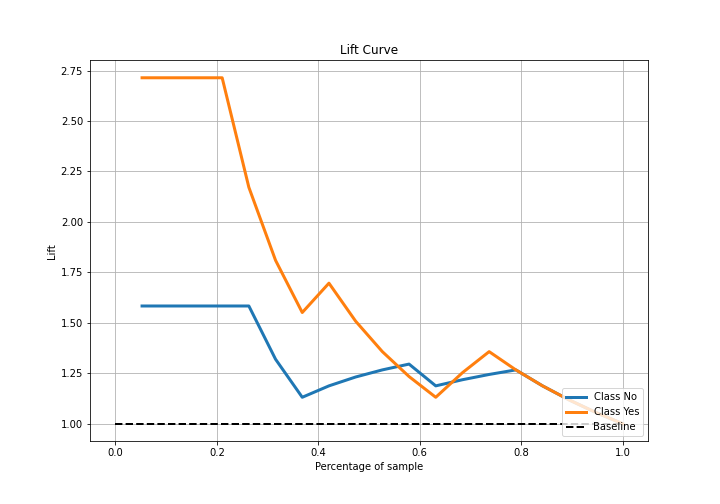 Lift Curve
Lift
2.75
2.50
2.25
2.00
1.75
1.50
1.25
1.00
0.0 0.2 0.4 0.6 0.8 1.0
Percentage of sample
Class No
Class Yes
Baseline